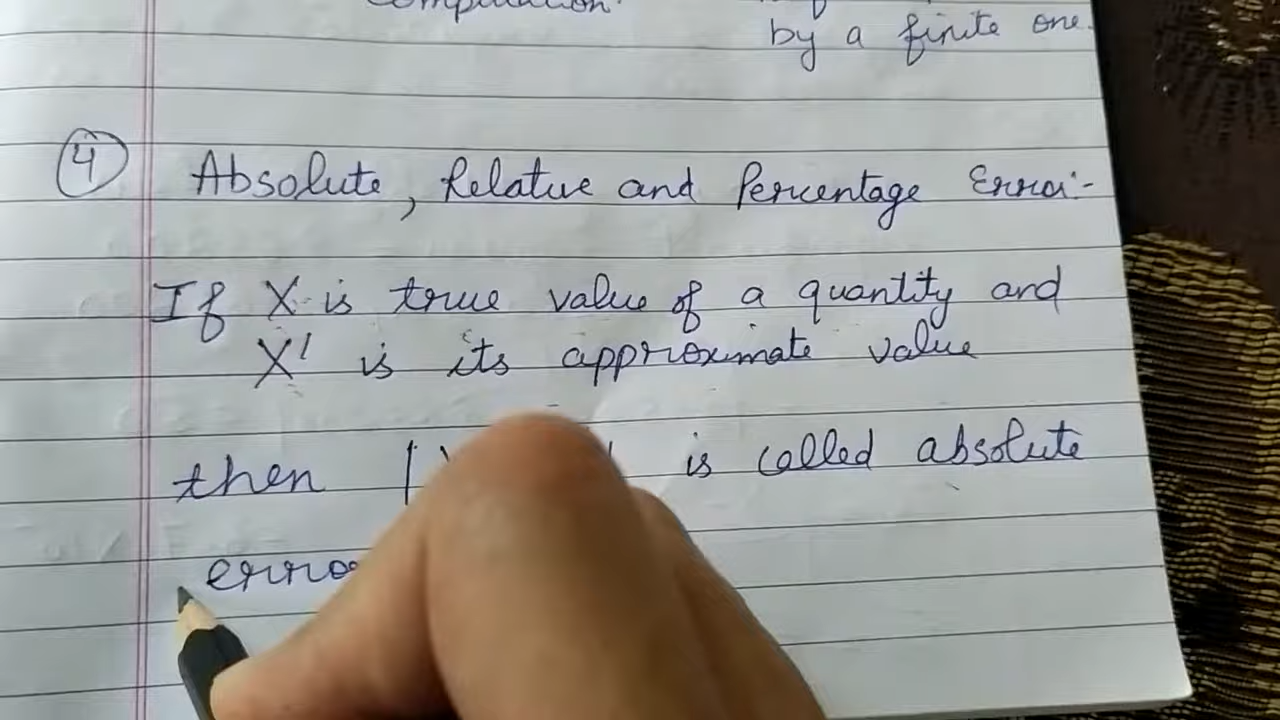 by a finite one.
4 Absolute, Relative and Percentage Error:-
If X is true value of a quantity and
X' is its approximate value
then | is called absolute